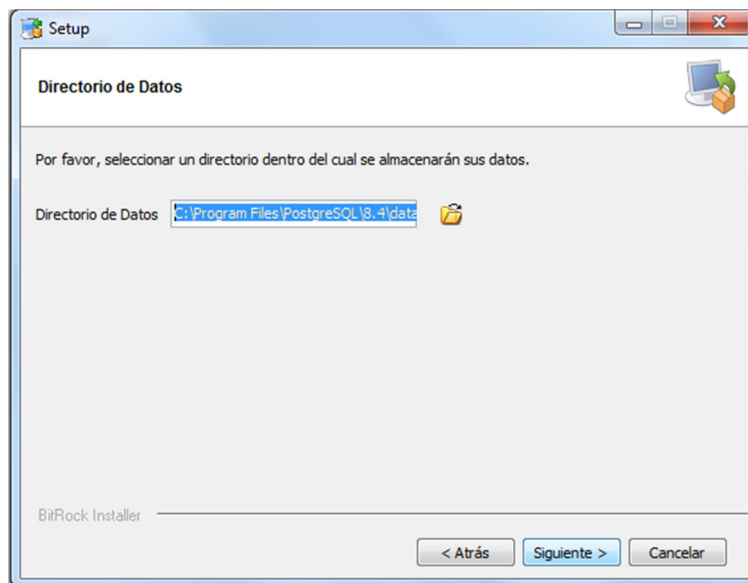 Setup
Directorio de Datos
Por favor, seleccionar un directorio dentro del cual se almacenarán sus datos.
Directorio de Datos C:\Program Files\PostgreSQL\8.4\data
BitRock Installer
< Atrás Siguiente > Cancelar